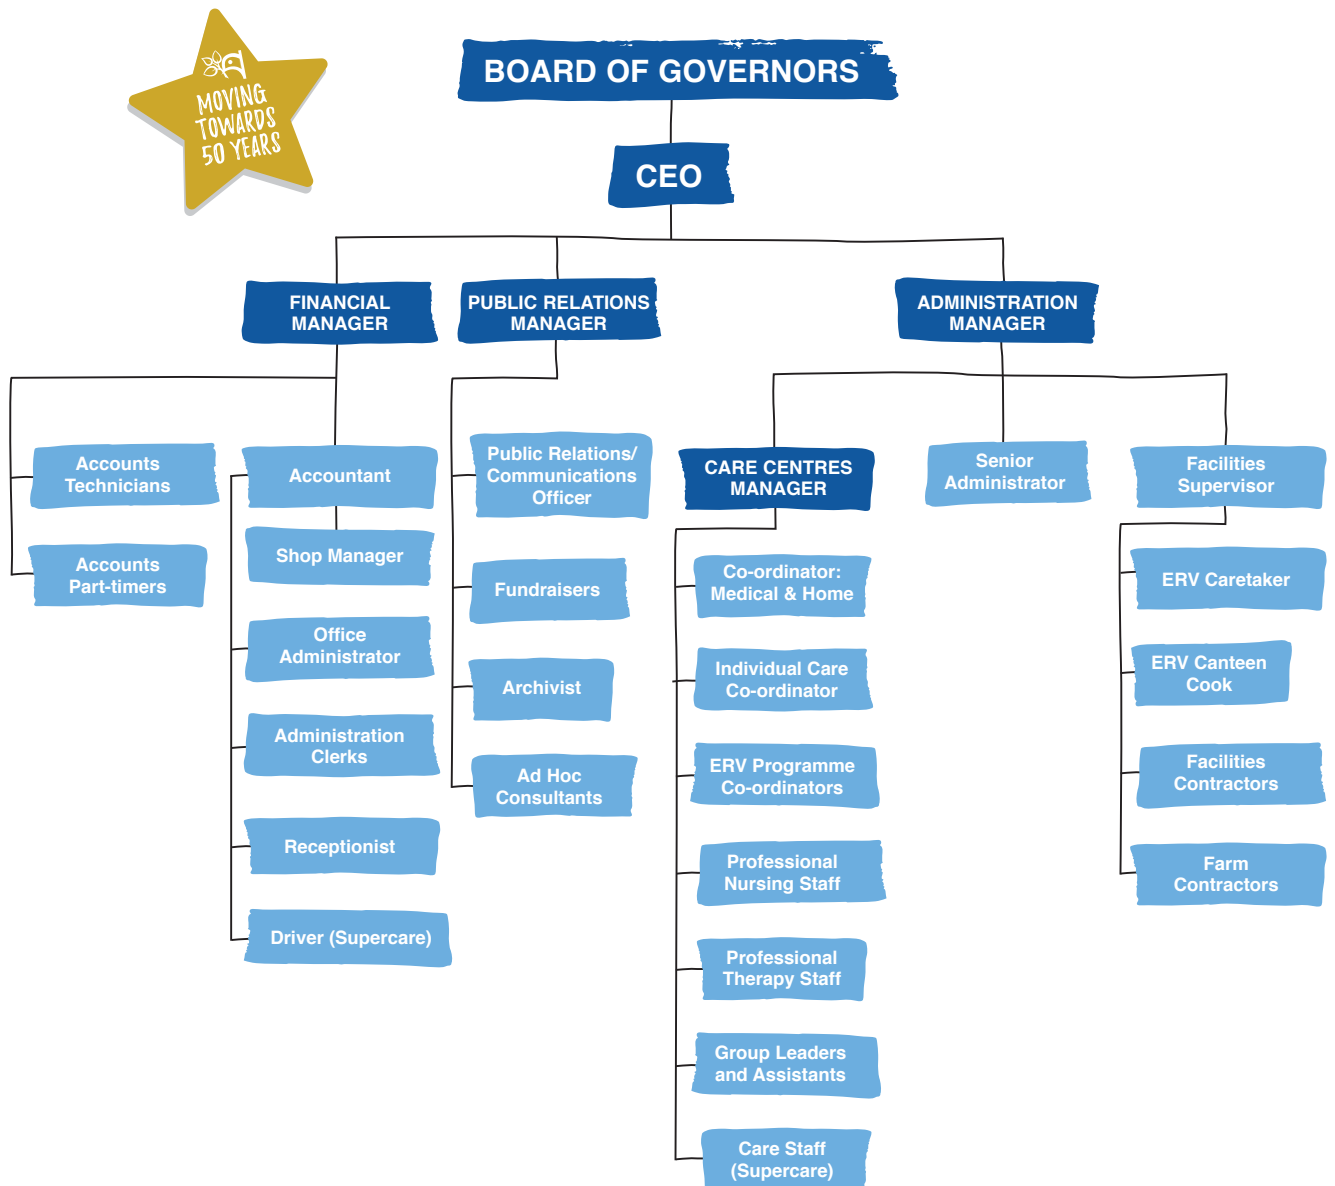 MOVING
TOWARDS
50 YEARS
BOARD OF GOVERNORS
CEO
FINANCIAL
MANAGER
PUBLIC RELATIONS
MANAGER
ADMINISTRATION
MANAGER
Accounts
Technicians
Accounts
Part-timers
Accountant
Shop Manager
Office
Administrator
Administration
Clerks
Receptionist
Driver (Supercare)
Public Relations/
Communications
Officer
Fundraisers
Archivist
Ad Hoc
Consultants
CARE CENTRES
MANAGER
Co-ordinator:
Medical & Home
Individual Care
Co-ordinator
ERV Programme
Co-ordinators
Professional
Nursing Staff
Professional
Therapy Staff
Group Leaders
and Assistants
Care Staff
(Supercare)
Senior
Administrator
Facilities
Supervisor
ERV Caretaker
ERV Canteen
Cook
Facilities
Contractors
Farm
Contractors